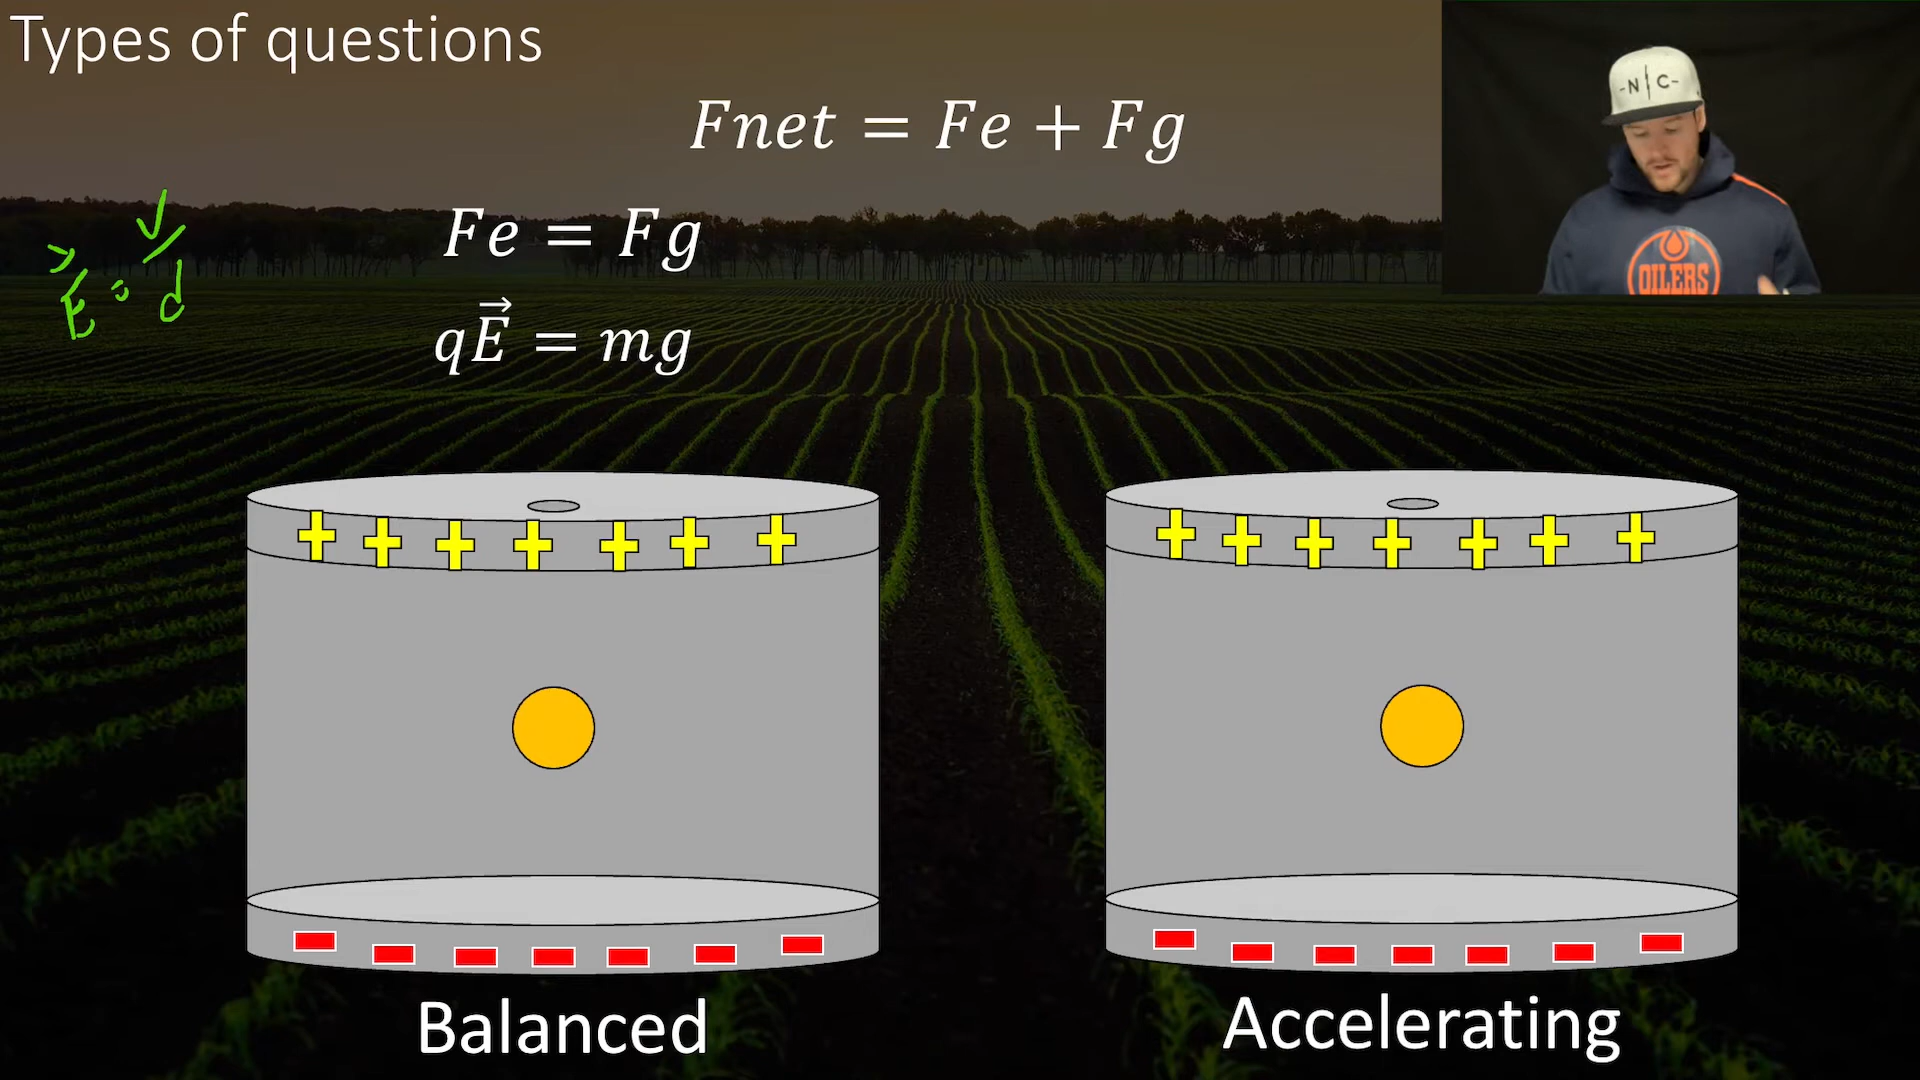 Types of questions
-N|C-
Fnet = Fe + Fg
Fe = Fg
E⃗ = V/d
qE⃗ = mg
OILERS
+ + + + + + +
+ + + + + + +
- - - - - - -
- - - - - - -
Balanced
Accelerating